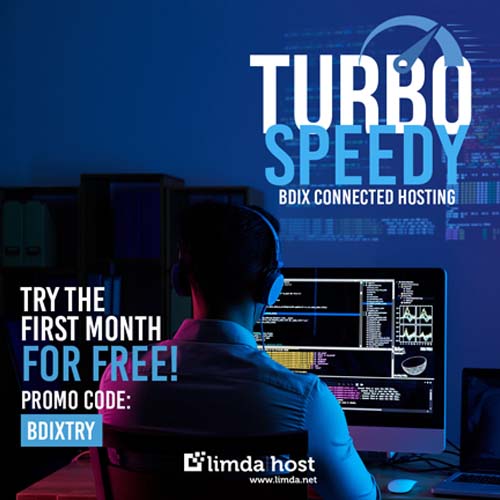 TURBO
SPEEDY
BDIX CONNECTED HOSTING
TRY THE
FIRST MONTH
FOR FREE!
PROMO CODE:
BDIXTRY
limda host
www.limda.net